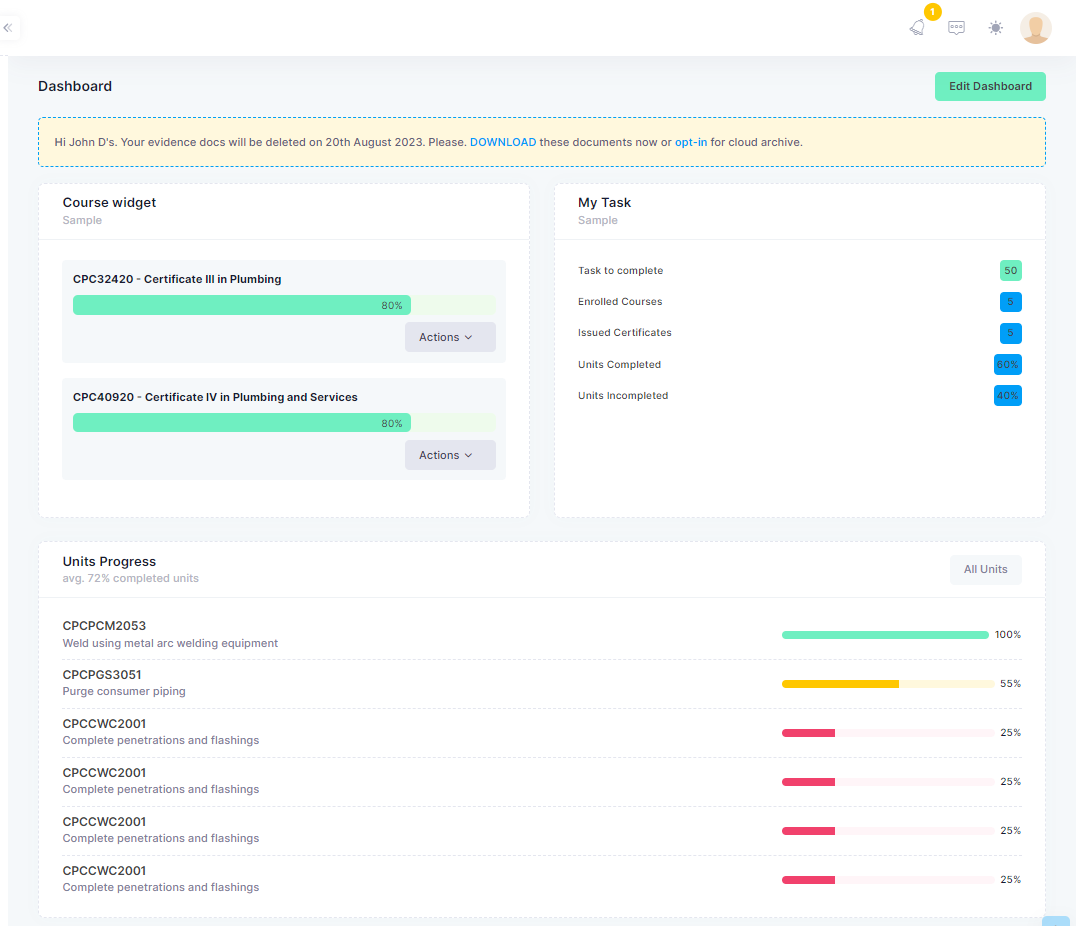 1
Dashboard
Edit Dashboard
Hi John D's. Your evidence docs will be deleted on 20th August 2023. Please. DOWNLOAD these documents now or opt-in for cloud archive.
Course widget
Sample
CPC32420 - Certificate III in Plumbing
80%
Actions
CPC40920 - Certificate IV in Plumbing and Services
80%
Actions
My Task
Sample
Task to complete 50
Enrolled Courses 5
Issued Certificates 5
Units Completed 60%
Units Incompleted 40%
Units Progress
avg. 72% completed units
All Units
CPCPCM2053
Weld using metal arc welding equipment
100%
CPCPGS3051
Purge consumer piping
55%
CPCCWC2001
Complete penetrations and flashings
25%
CPCCWC2001
Complete penetrations and flashings
25%
CPCCWC2001
Complete penetrations and flashings
25%
CPCCWC2001
Complete penetrations and flashings
25%